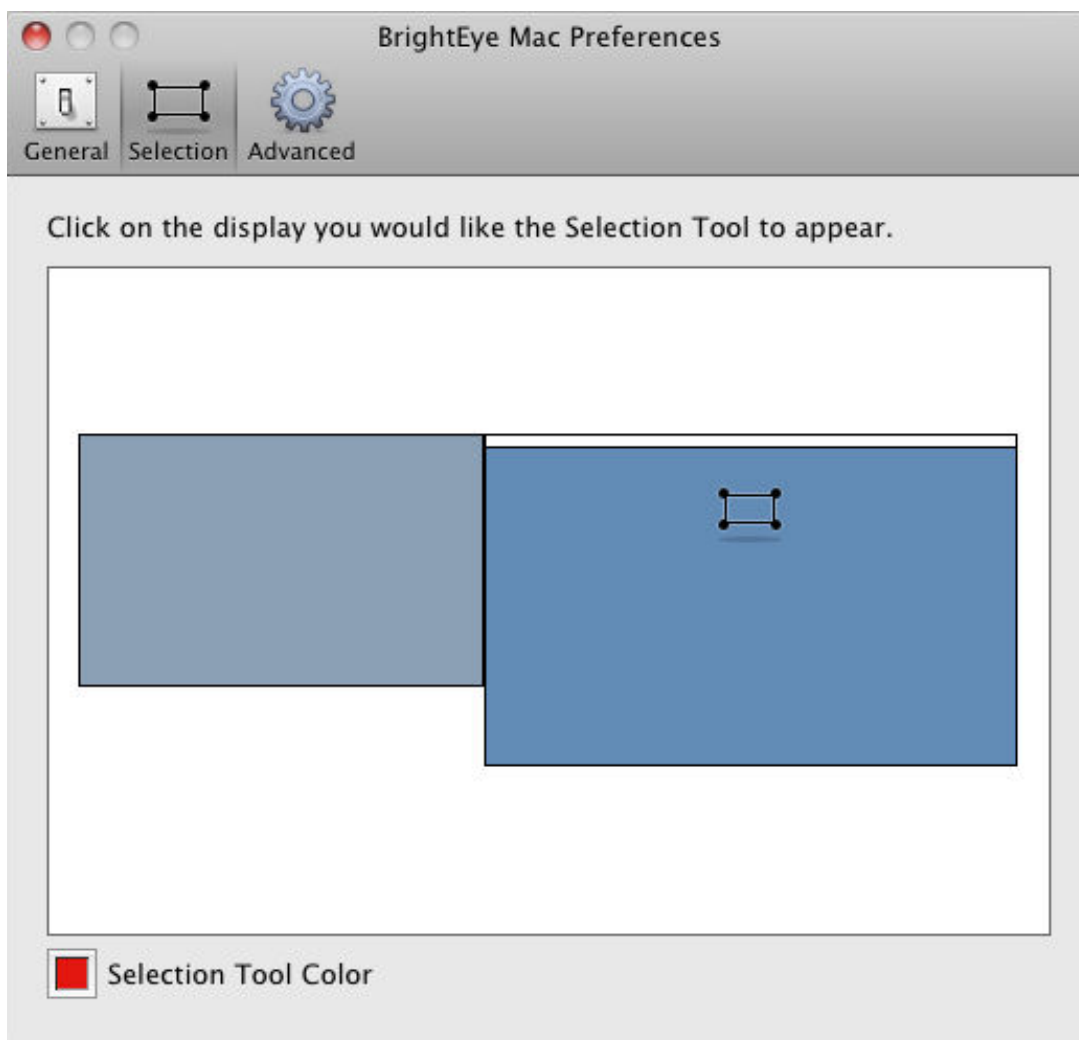 BrightEye Mac Preferences
General Selection Advanced
Click on the display you would like the Selection Tool to appear.
Selection Tool Color